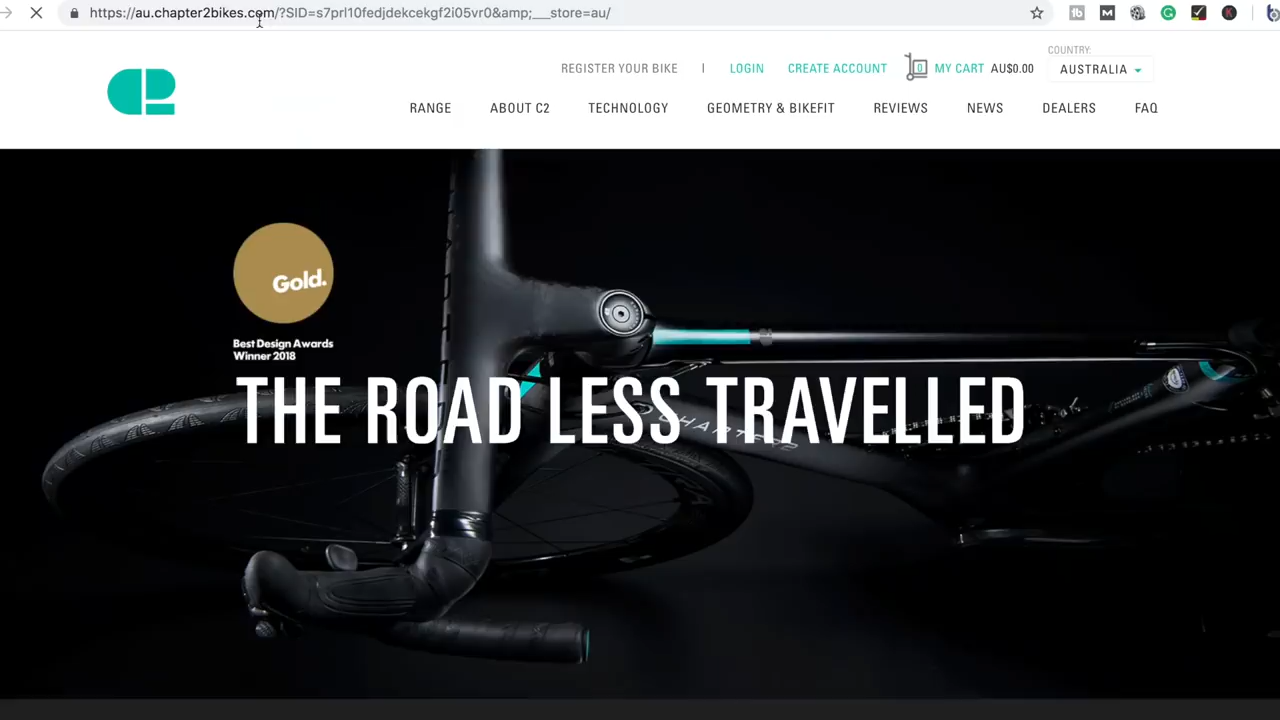 https://au.chapter2bikes.com/?SID=s7prl10fedjdekcekgf2i05vr0&amp;___store=au/
COUNTRY:
REGISTER YOUR BIKE | LOGIN CREATE ACCOUNT 0 MY CART AU$0.00 AUSTRALIA
RANGE ABOUT C2 TECHNOLOGY GEOMETRY & BIKEFIT REVIEWS NEWS DEALERS FAQ
Gold.
Best Design Awards
Winner 2018
THE ROAD LESS TRAVELLED
CHAPTER2